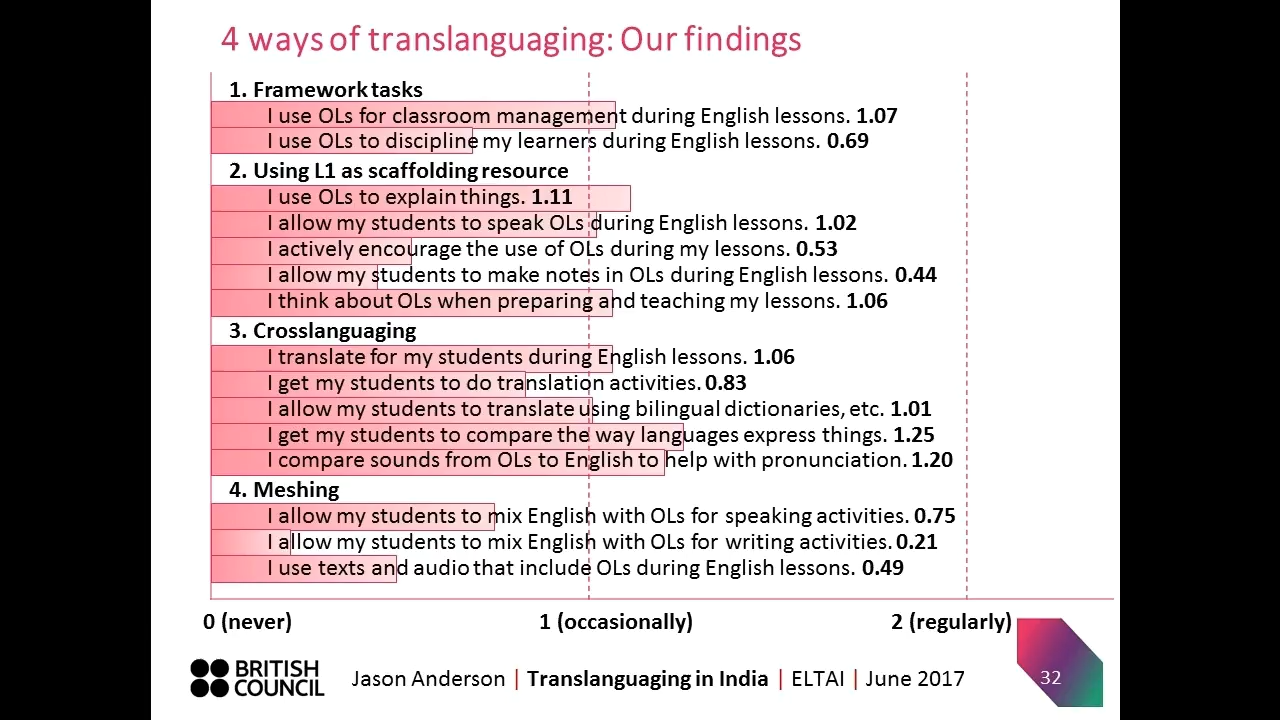 4 ways of translanguaging: Our findings
1. Framework tasks
I use OLs for classroom management during English lessons. 1.07
I use OLs to discipline my learners during English lessons. 0.69
2. Using L1 as scaffolding resource
I use OLs to explain things. 1.11
I allow my students to speak OLs during English lessons. 1.02
I actively encourage the use of OLs during my lessons. 0.53
I allow my students to make notes in OLs during English lessons. 0.44
I think about OLs when preparing and teaching my lessons. 1.06
3. Crosslanguaging
I translate for my students during English lessons. 1.06
I get my students to do translation activities. 0.83
I allow my students to translate using bilingual dictionaries, etc. 1.01
I get my students to compare the way languages express things. 1.25
I compare sounds from OLs to English to help with pronunciation. 1.20
4. Meshing
I allow my students to mix English with OLs for speaking activities. 0.75
I allow my students to mix English with OLs for writing activities. 0.21
I use texts and audio that include OLs during English lessons. 0.49
0 (never) 1 (occasionally) 2 (regularly)
BRITISH
COUNCIL
Jason Anderson | Translanguaging in India | ELTAI | June 2017
32